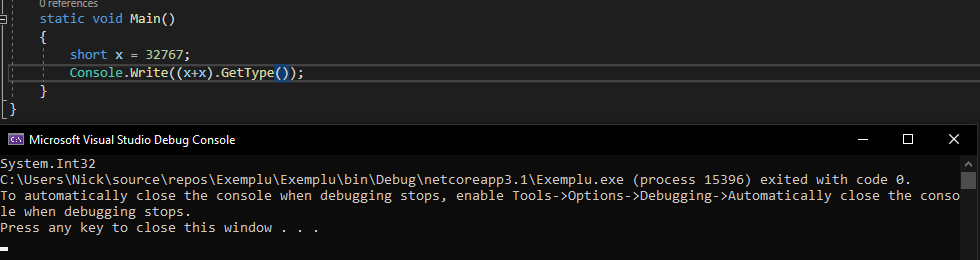 0 references
static void Main()
{
short x = 32767;
Console.Write((x+x).GetType());
}
}
C:\ Microsoft Visual Studio Debug Console
System.Int32
C:\Users\Nick\source\repos\Exemplu\Exemplu\bin\Debug\netcoreapp3.1\Exemplu.exe (process 15396) exited with code 0.
To automatically close the console when debugging stops, enable Tools->Options->Debugging->Automatically close the conso
le when debugging stops.
Press any key to close this window . . .